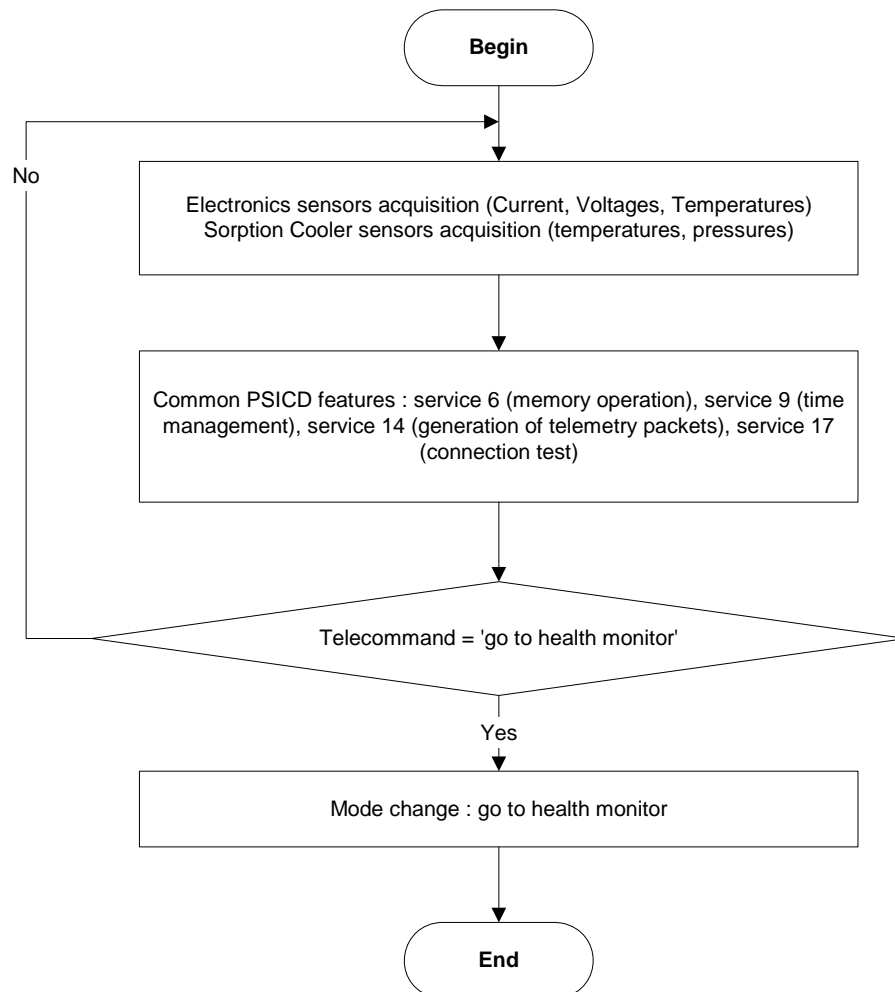 Begin
No
Electronics sensors acquisition (Current, Voltages, Temperatures)
Sorption Cooler sensors acquisition (temperatures, pressures)
Common PSICD features : service 6 (memory operation), service 9 (time
management), service 14 (generation of telemetry packets), service 17
(connection test)
Telecommand = 'go to health monitor'
Yes
Mode change : go to health monitor
End